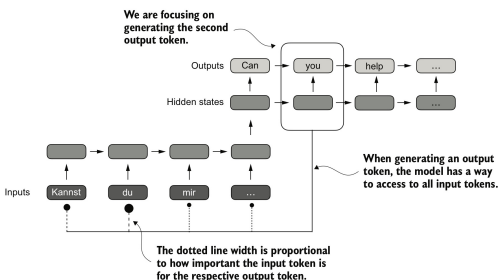 We are focusing on
generating the second
output token.
Outputs Can you help ...
Hidden states ...
When generating an output
token, the model has a way
to access to all input tokens.
Inputs Kannst du mir ...
The dotted line width is proportional
to how important the input token is
for the respective output token.